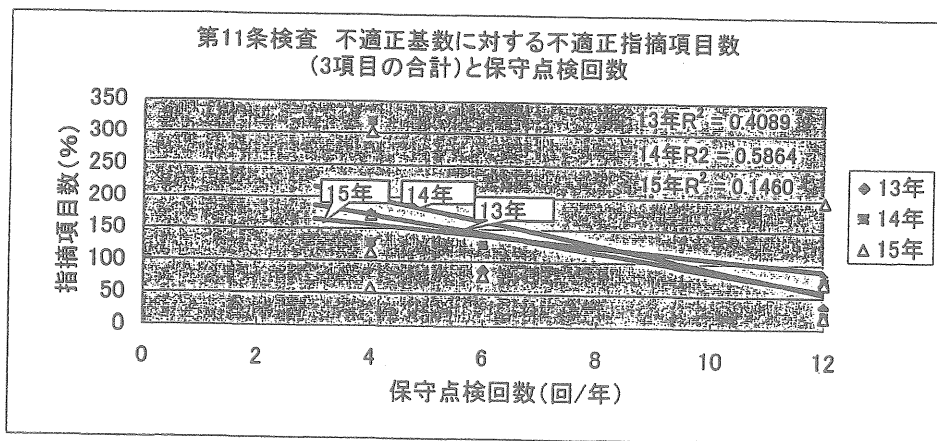 第11条検査 不適正基数に対する不適正指摘項目数
(3項目の合計)と保守点検回数
指摘項目数(%)
350
300
250
200
150
100
50
0
13年R² = 0.4089
14年R2 = 0.5864
15年R² = 0.1460
15年
14年
13年
13年
14年
15年
0 2 4 6 8 10 12
保守点検回数(回/年)